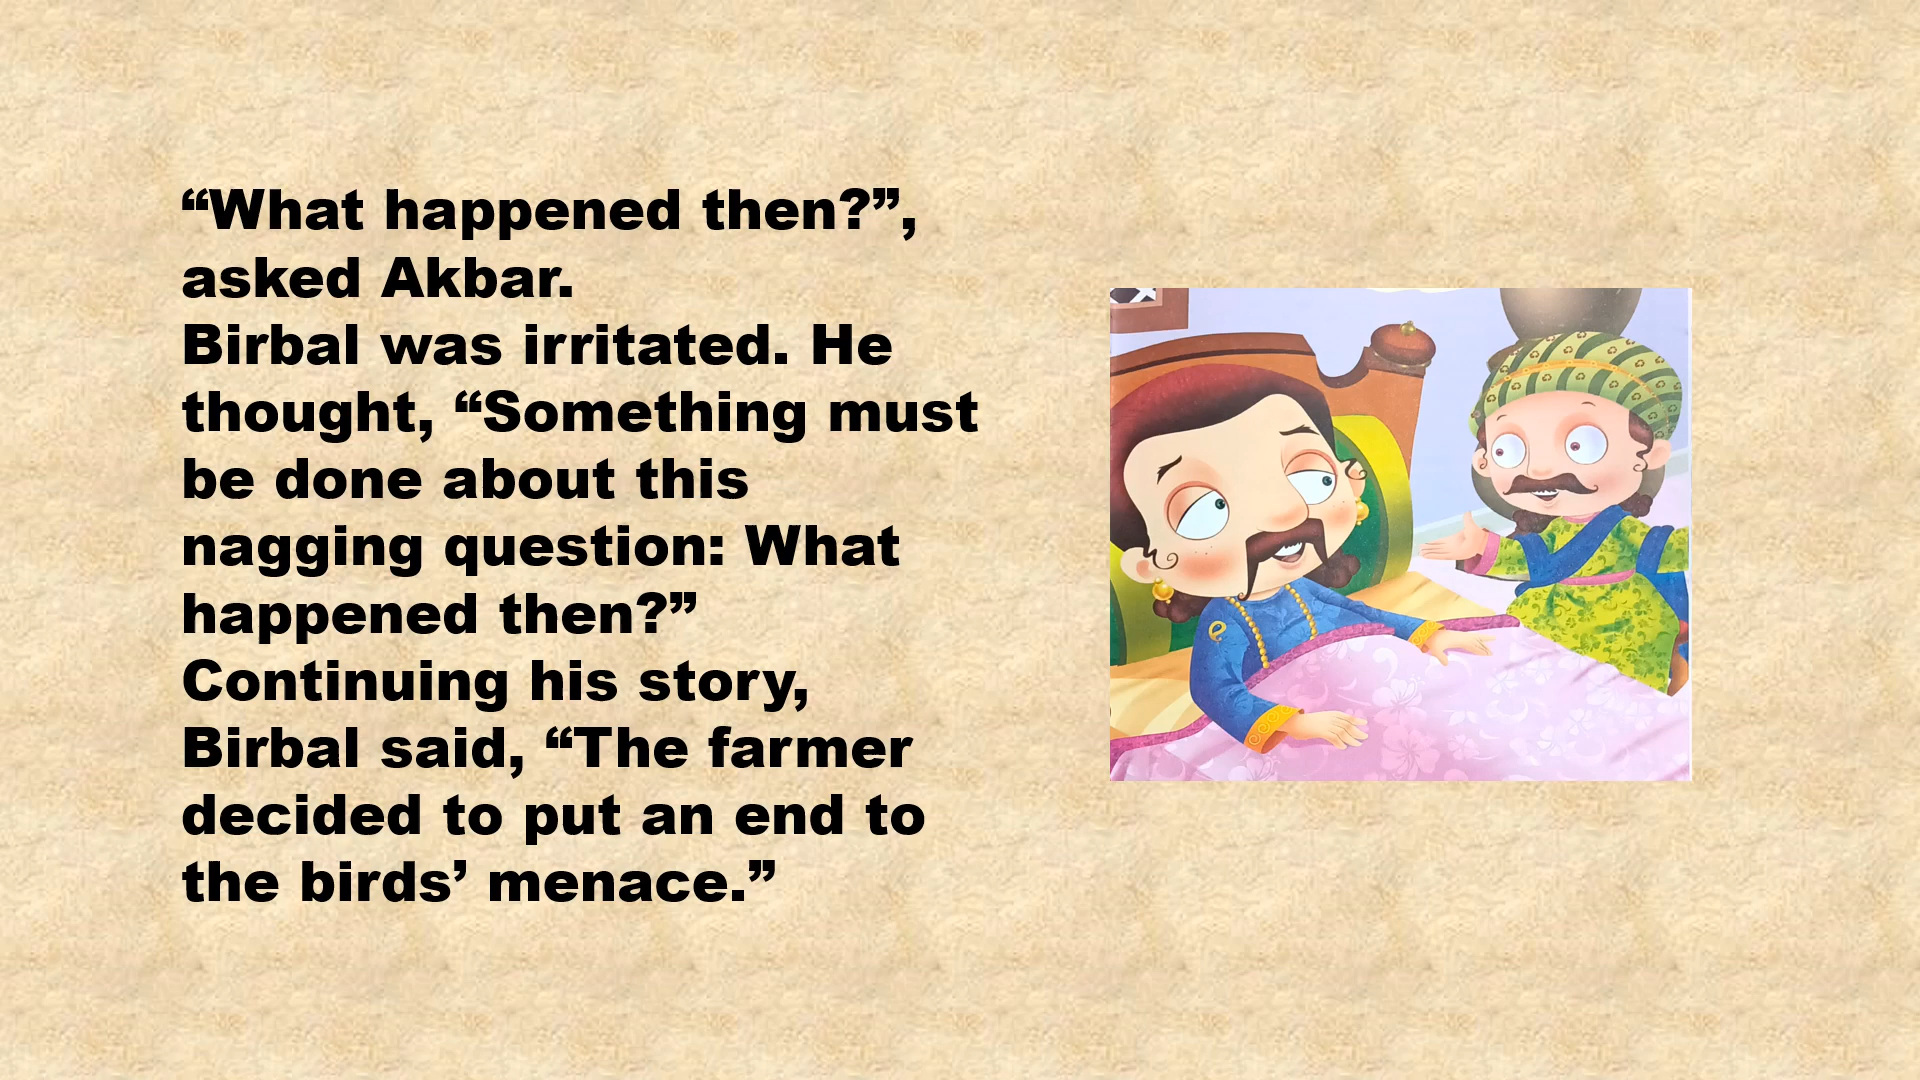 “What happened then?”,
asked Akbar.
Birbal was irritated. He
thought, “Something must
be done about this
nagging question: What
happened then?”
Continuing his story,
Birbal said, “The farmer
decided to put an end to
the birds’ menace.”